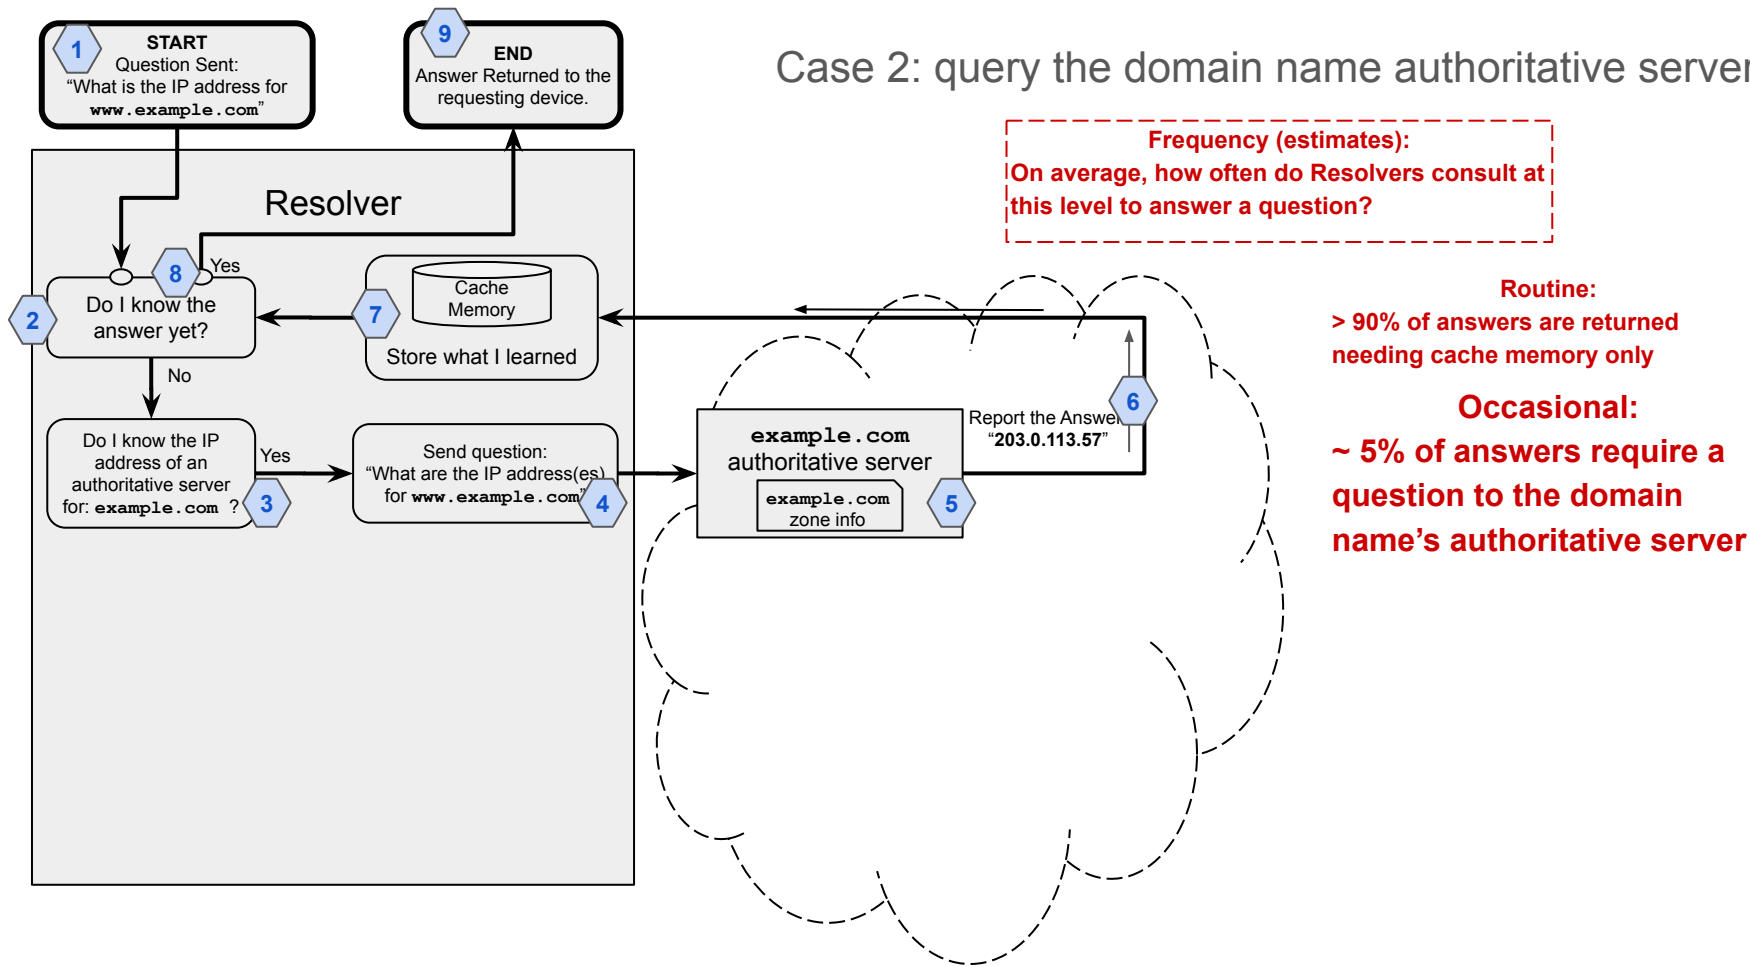 1
START
Question Sent:
“What is the IP address for
www.example.com”
9
END
Answer Returned to the
requesting device.
Case 2: query the domain name authoritative server
Frequency (estimates):
On average, how often do Resolvers consult at
this level to answer a question?
Resolver
8
Yes
2
Do I know the
answer yet?
7
Cache
Memory
Store what I learned
No
Routine:
> 90% of answers are returned
needing cache memory only
Occasional:
~ 5% of answers require a
question to the domain
name’s authoritative server
Do I know the IP
address of an
authoritative server
for: example.com ?
3
Yes
Send question:
“What are the IP address(es)
for www.example.com”
4
example.com
authoritative server
example.com
zone info
5
Report the Answer
“203.0.113.57”
6